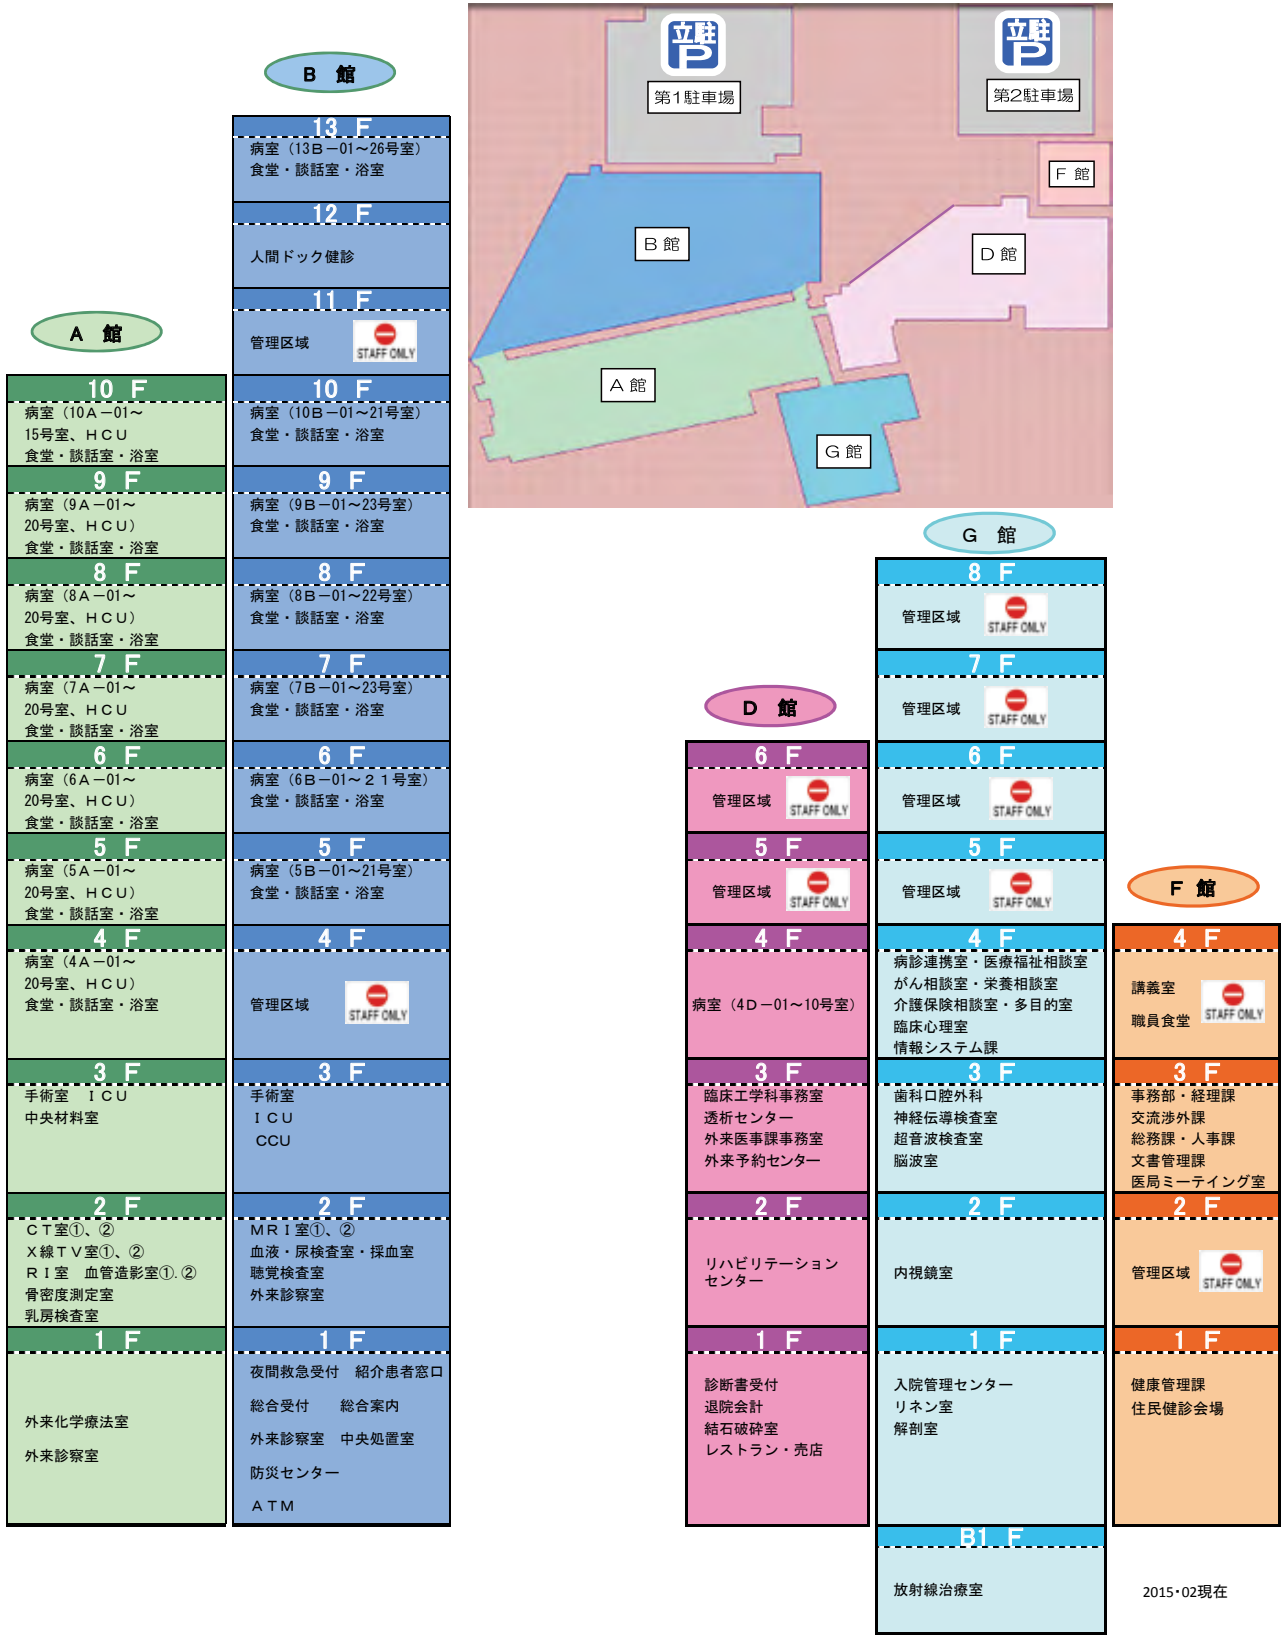 立駐
P
第1駐車場
立駐
P
第2駐車場
F 館
B 館
D 館
A 館
G 館
B 館
13 F
病室（13B－01～26号室）
食堂・談話室・浴室
12 F
人間ドック健診
11 F
管理区域
STAFF ONLY
10 F
病室（10B－01～21号室）
食堂・談話室・浴室
9 F
病室（9B－01～23号室）
食堂・談話室・浴室
8 F
病室（8B－01～22号室）
食堂・談話室・浴室
7 F
病室（7B－01～23号室）
食堂・談話室・浴室
6 F
病室（6B－01～２１号室）
食堂・談話室・浴室
5 F
病室（5B－01～21号室）
食堂・談話室・浴室
4 F
管理区域
STAFF ONLY
3 F
手術室
ＩＣＵ
CCU
2 F
ＭＲＩ室①、②
血液・尿検査室・採血室
聴覚検査室
外来診察室
1 F
夜間救急受付　紹介患者窓口
総合受付　　総合案内
外来診察室　中央処置室
防災センター
ＡＴＭ
A 館
10 F
病室（10A－01～
15号室、ＨＣＵ
食堂・談話室・浴室
9 F
病室（9A－01～
20号室、ＨＣＵ）
食堂・談話室・浴室
8 F
病室（8A－01～
20号室、ＨＣＵ）
食堂・談話室・浴室
7 F
病室（7A－01～
20号室、ＨＣＵ
食堂・談話室・浴室
6 F
病室（6A－01～
20号室、ＨＣＵ）
食堂・談話室・浴室
5 F
病室（5A－01～
20号室、ＨＣＵ）
食堂・談話室・浴室
4 F
病室（4A－01～
20号室、ＨＣＵ）
食堂・談話室・浴室
3 F
手術室　ＩＣＵ
中央材料室
2 F
ＣＴ室①、②
Ｘ線ＴＶ室①、②
ＲＩ室　血管造影室①.②
骨密度測定室
乳房検査室
1 F
外来化学療法室
外来診察室
D 館
6 F
管理区域
STAFF ONLY
5 F
管理区域
STAFF ONLY
4 F
病室（4D－01～10号室）
3 F
臨床工学科事務室
透析センター
外来医事課事務室
外来予約センター
2 F
リハビリテーション
センター
1 F
診断書受付
退院会計
結石破砕室
レストラン・売店
G 館
8 F
管理区域
STAFF ONLY
7 F
管理区域
STAFF ONLY
6 F
管理区域
STAFF ONLY
5 F
管理区域
STAFF ONLY
4 F
病診連携室・医療福祉相談室
がん相談室・栄養相談室
介護保険相談室・多目的室
臨床心理室
情報システム課
3 F
歯科口腔外科
神経伝導検査室
超音波検査室
脳波室
2 F
内視鏡室
1 F
入院管理センター
リネン室
解剖室
B1 F
放射線治療室
F 館
4 F
講義室
職員食堂
STAFF ONLY
3 F
事務部・経理課
交流渉外課
総務課・人事課
文書管理課
医局ミーテイング室
2 F
管理区域
STAFF ONLY
1 F
健康管理課
住民健診会場
2015・02現在